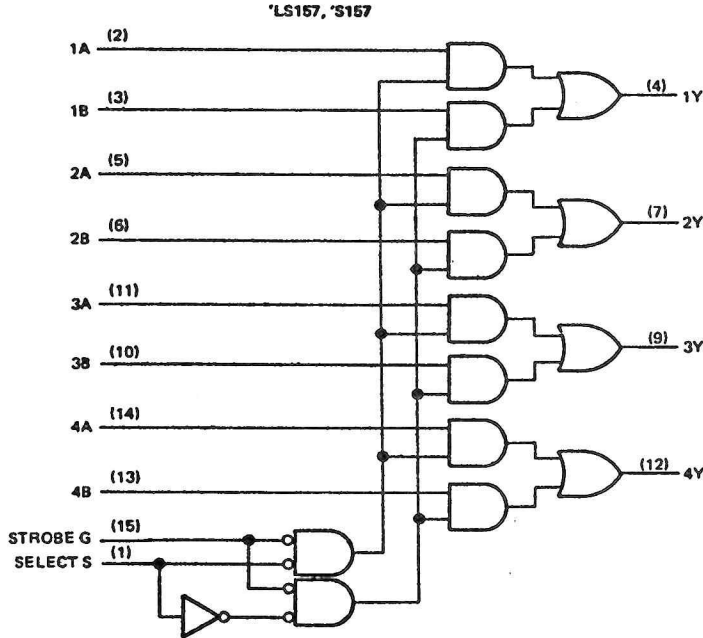 'LS157, 'S157
1A (2)
(4) 1Y
1B (3)
2A (5)
(7) 2Y
2B (6)
3A (11)
(9) 3Y
3B (10)
4A (14)
(12) 4Y
4B (13)
STROBE G (15)
SELECT S (1)